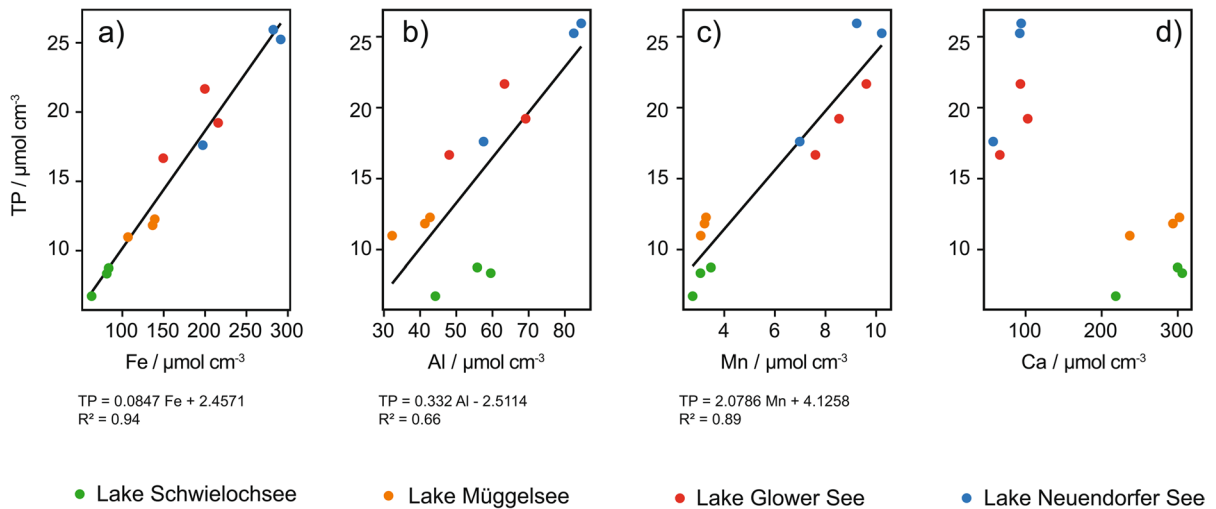 a)
b)
c)
d)
TP / µmol cm⁻³
25
20
15
10
25
20
15
10
25
20
15
10
25
20
15
10
100 150 200 250 300
30 40 50 60 70 80
4 6 8 10
100 200 300
Fe / µmol cm⁻³
Al / µmol cm⁻³
Mn / µmol cm⁻³
Ca / µmol cm⁻³
TP = 0.0847 Fe + 2.4571
R² = 0.94
TP = 0.332 Al - 2.5114
R² = 0.66
TP = 2.0786 Mn + 4.1258
R² = 0.89
Lake Schwielochsee
Lake Müggelsee
Lake Glower See
Lake Neuendorfer See